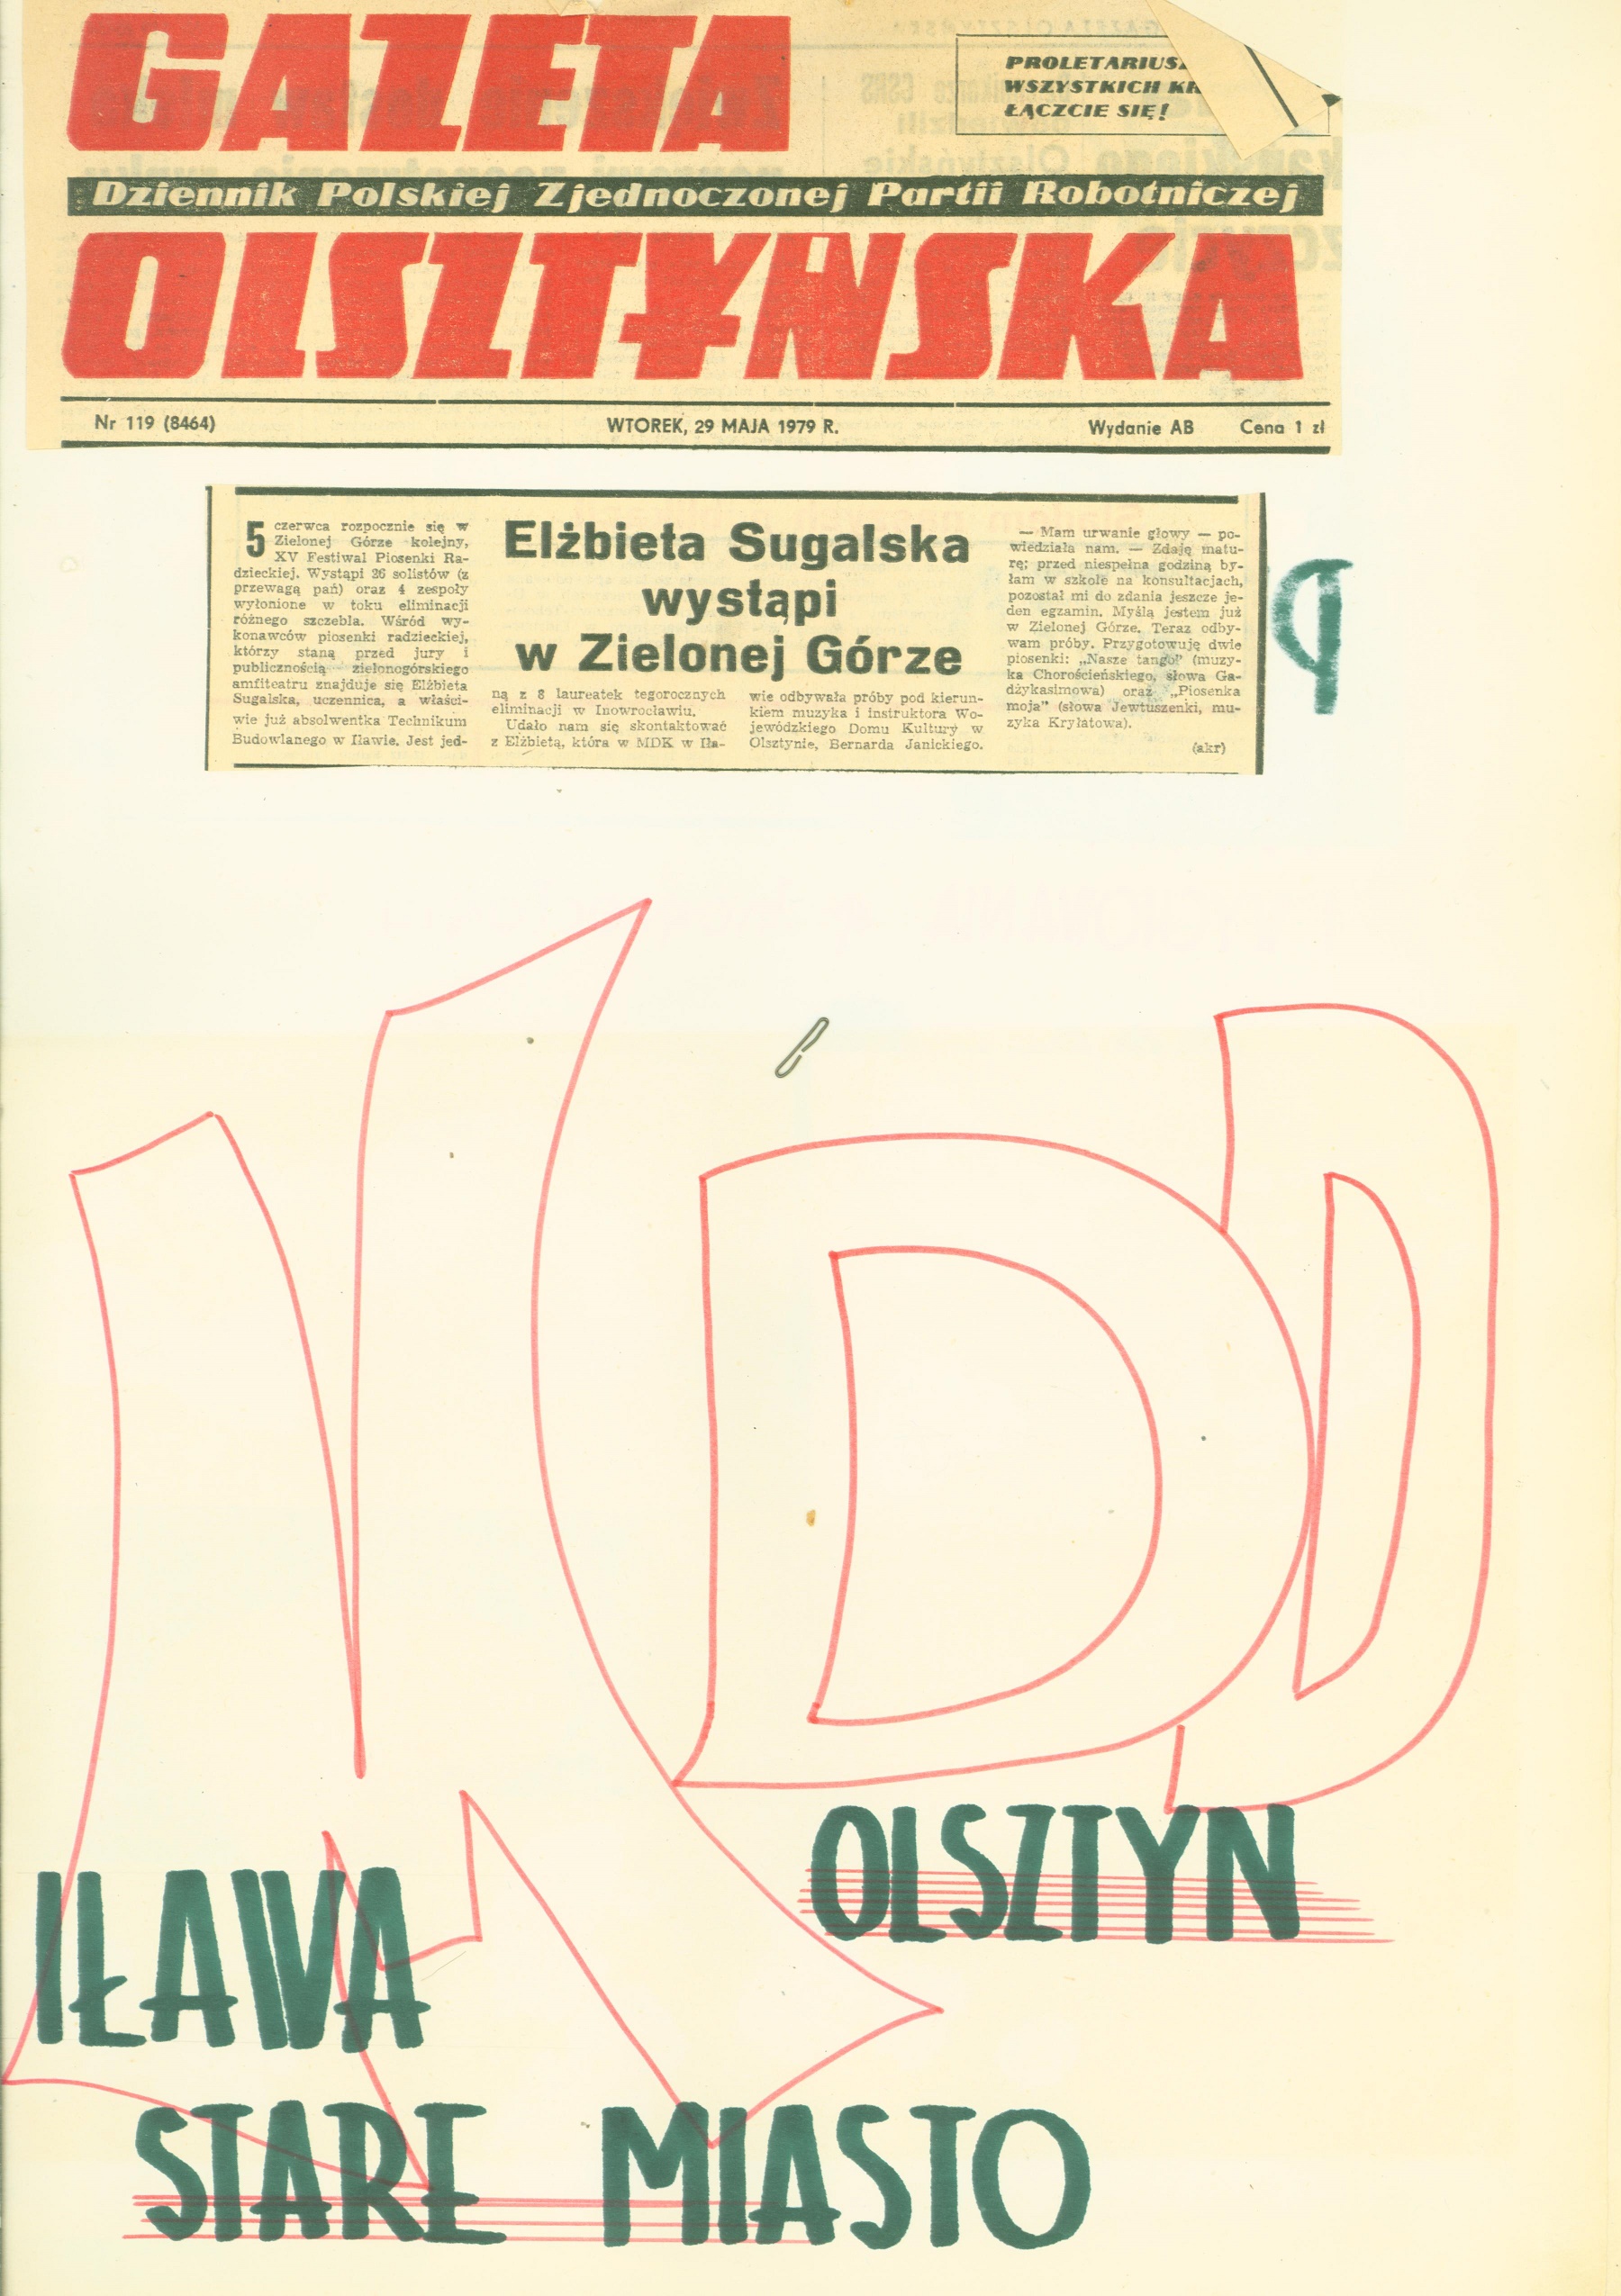 GAZETA
PROLETARIUSZ
WSZYSTKICH KR
ŁĄCZCIE SIĘ!
Dziennik Polskiej Zjednoczonej Partii Robotniczej
OLSZTYŃSKA
Nr 119 (8464) WTOREK, 29 MAJA 1979 R. Wydanie AB Cena 1 zł
5 czerwca rozpocznie się w
Zielonej Górze kolejny,
XV Festiwal Piosenki Ra-
dzieckiej. Wystąpi 26 solistów (z
przewagą pań) oraz 4 zespoły
wyłonione w toku eliminacji
różnego szczebla. Wśród wy-
konawców piosenki radzieckiej,
którzy staną przed jury i
publicznością zielonogórskiego
amfiteatru znajduje się Elżbieta
Sugalska, uczennica, a właści-
wie już absolwentka Technikum
Budowlanego w Iławie. Jest jed-
Elżbieta Sugalska
wystąpi
w Zielonej Górze
ną z 8 laureatek tegorocznych
eliminacji w Inowrocławiu.
Udało nam się skontaktować
z Elżbietą, która w MDK w Iła-
wie odbywała próby pod kierun-
kiem muzyka i instruktora Wo-
jewódzkiego Domu Kultury w
Olsztynie, Bernarda Janickiego.
— Mam urwanie głowy — po-
wiedziała nam. — Zdaję matu-
rę; przed niespełna godziną by-
łam w szkole na konsultacjach,
pozostał mi do zdania jeszcze je-
den egzamin. Myślą jestem już
w Zielonej Górze. Teraz odby-
wam próby. Przygotowuję dwie
piosenki: „Nasze tango” (muzy-
ka Chorościeńskiego, słowa Ga-
dżykasimowa) oraz „Piosenka
moja” (słowa Jewtuszenki, mu-
zyka Kryłatowa).
(akr)
DD
OLSZTYN
IŁAWA
STARE MIASTO